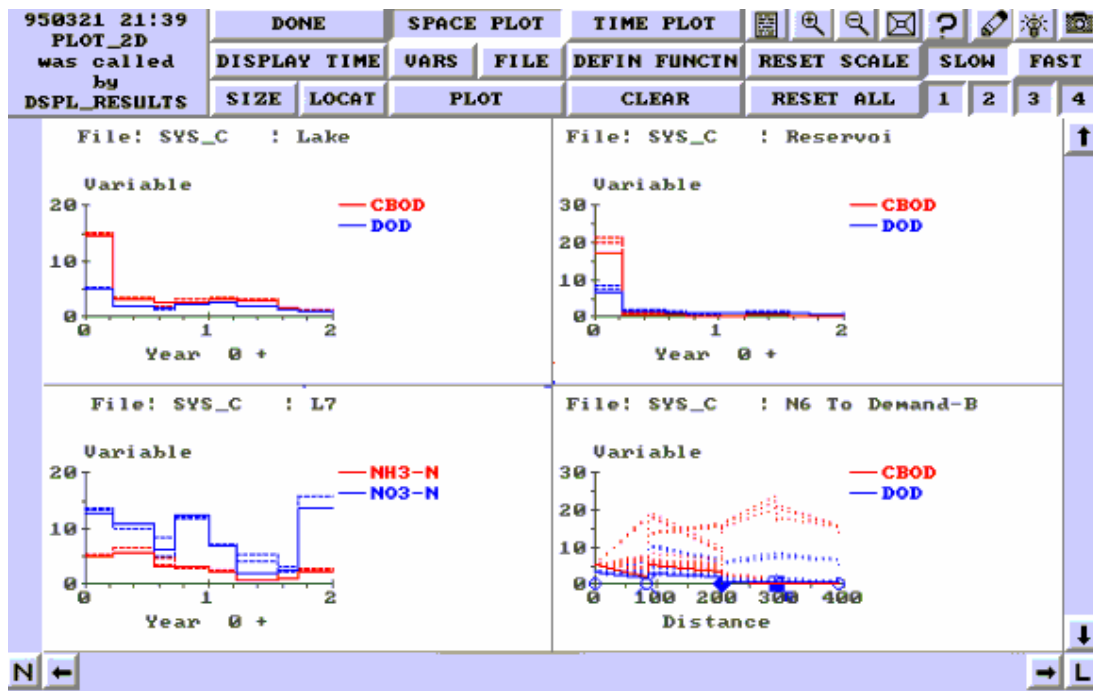 950321 21:39
PLOT_2D
was called
by
DSPL_RESULTS
DONE SPACE PLOT TIME PLOT ?
DISPLAY TIME VARS FILE DEFIN FUNCTN RESET SCALE SLOW FAST
SIZE LOCAT PLOT CLEAR RESET ALL 1 2 3 4
File: SYS_C : Lake
Variable
20
10
0
0 1 2
CBOD
DOD
Year 0 +
File: SYS_C : Reservoi
Variable
30
20
10
0
0 1 2
CBOD
DOD
Year 0 +
File: SYS_C : L7
Variable
20
10
0
0 1 2
NH3-N
NO3-N
Year 0 +
File: SYS_C : N6 To Demand-B
Variable
30
20
10
0
0 100 200 300 400
CBOD
DOD
Distance
N L